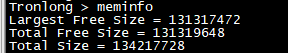 Tronlong > meminfo
Largest Free Size = 131317472
Total Free Size = 131319648
Total Size = 134217728